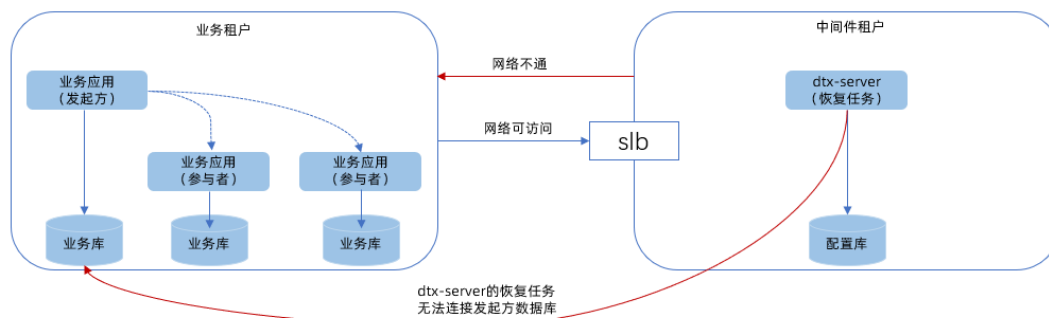 业务租户
中间件租户
业务应用
（发起方）
网络不通
dtx-server
（恢复任务）
网络可访问
slb
业务应用
（参与者）
业务应用
（参与者）
业务库
业务库
业务库
配置库
dtx-server的恢复任务
无法连接发起方数据库